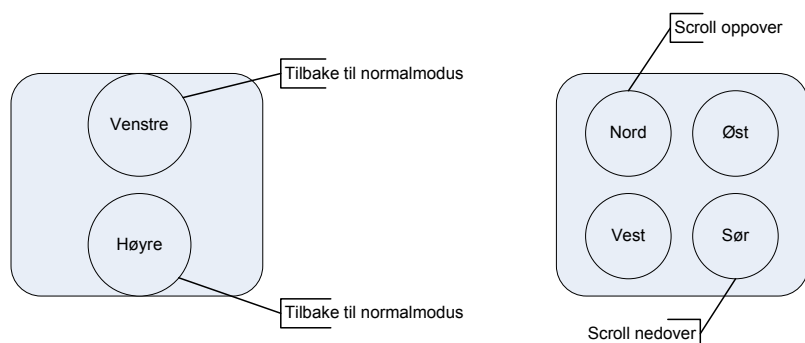 Scroll oppover
Tilbake til normalmodus
Venstre
Nord
Øst
Høyre
Vest
Sør
Tilbake til normalmodus
Scroll nedover